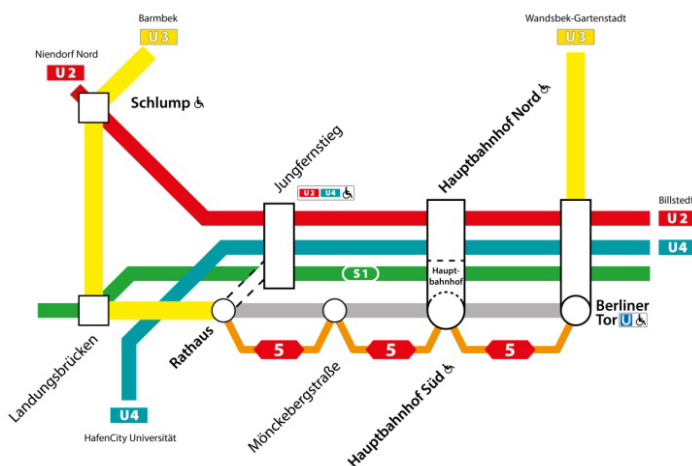 Barmbek
U3
Niendorf Nord
U2
Schlump
Wandsbek-Gartenstadt
U3
Jungfernstieg
U2 U4
Hauptbahnhof Nord
Billstedt
U2
U4
S1
Haupt-
bahnhof
Berliner
Tor U
Landungsbrücken
Rathaus
5
5
5
Mönckebergstraße
Hauptbahnhof Süd
U4
HafenCity Universität